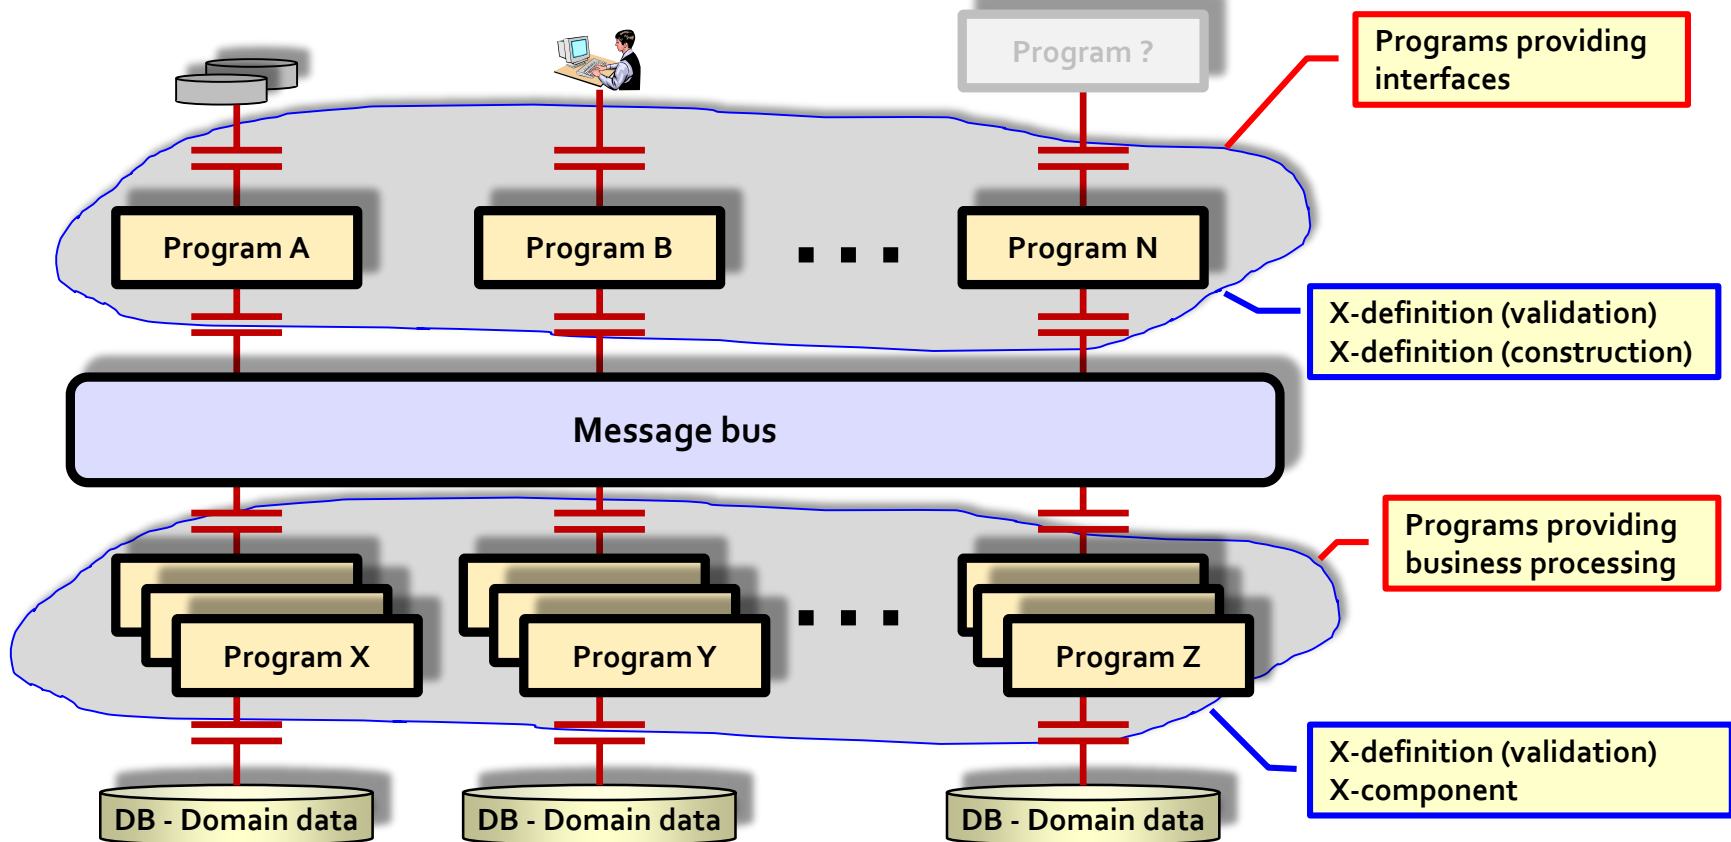 Program ?
Programs providing
interfaces
Program A
Program B
Program N
X-definition (validation)
X-definition (construction)
Message bus
Programs providing
business processing
Program X
Program Y
Program Z
X-definition (validation)
X-component
DB - Domain data
DB - Domain data
DB - Domain data